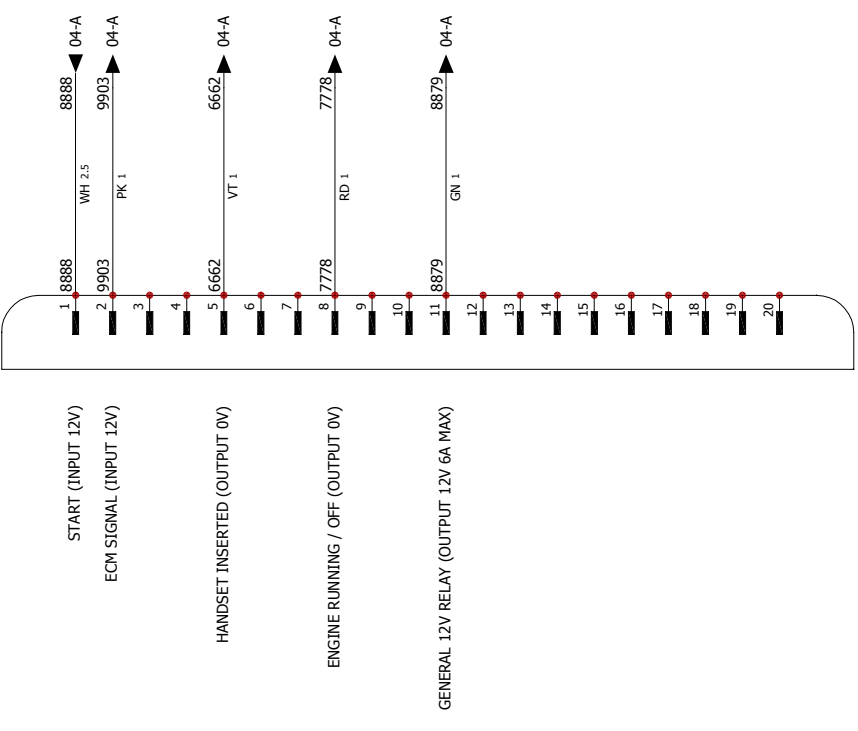 04-A
04-A
04-A
04-A
04-A
8888
9903
6662
7778
8879
WH 2.5
PK 1
VT 1
RD 1
GN 1
8888
9903
6662
7778
8879
1
2
3
4
5
6
7
8
9
10
11
12
13
14
15
16
17
18
19
20
START (INPUT 12V)
ECM SIGNAL (INPUT 12V)
HANDSET INSERTED (OUTPUT 0V)
ENGINE RUNNING / OFF (OUTPUT 0V)
GENERAL 12V RELAY (OUTPUT 12V 6A MAX)